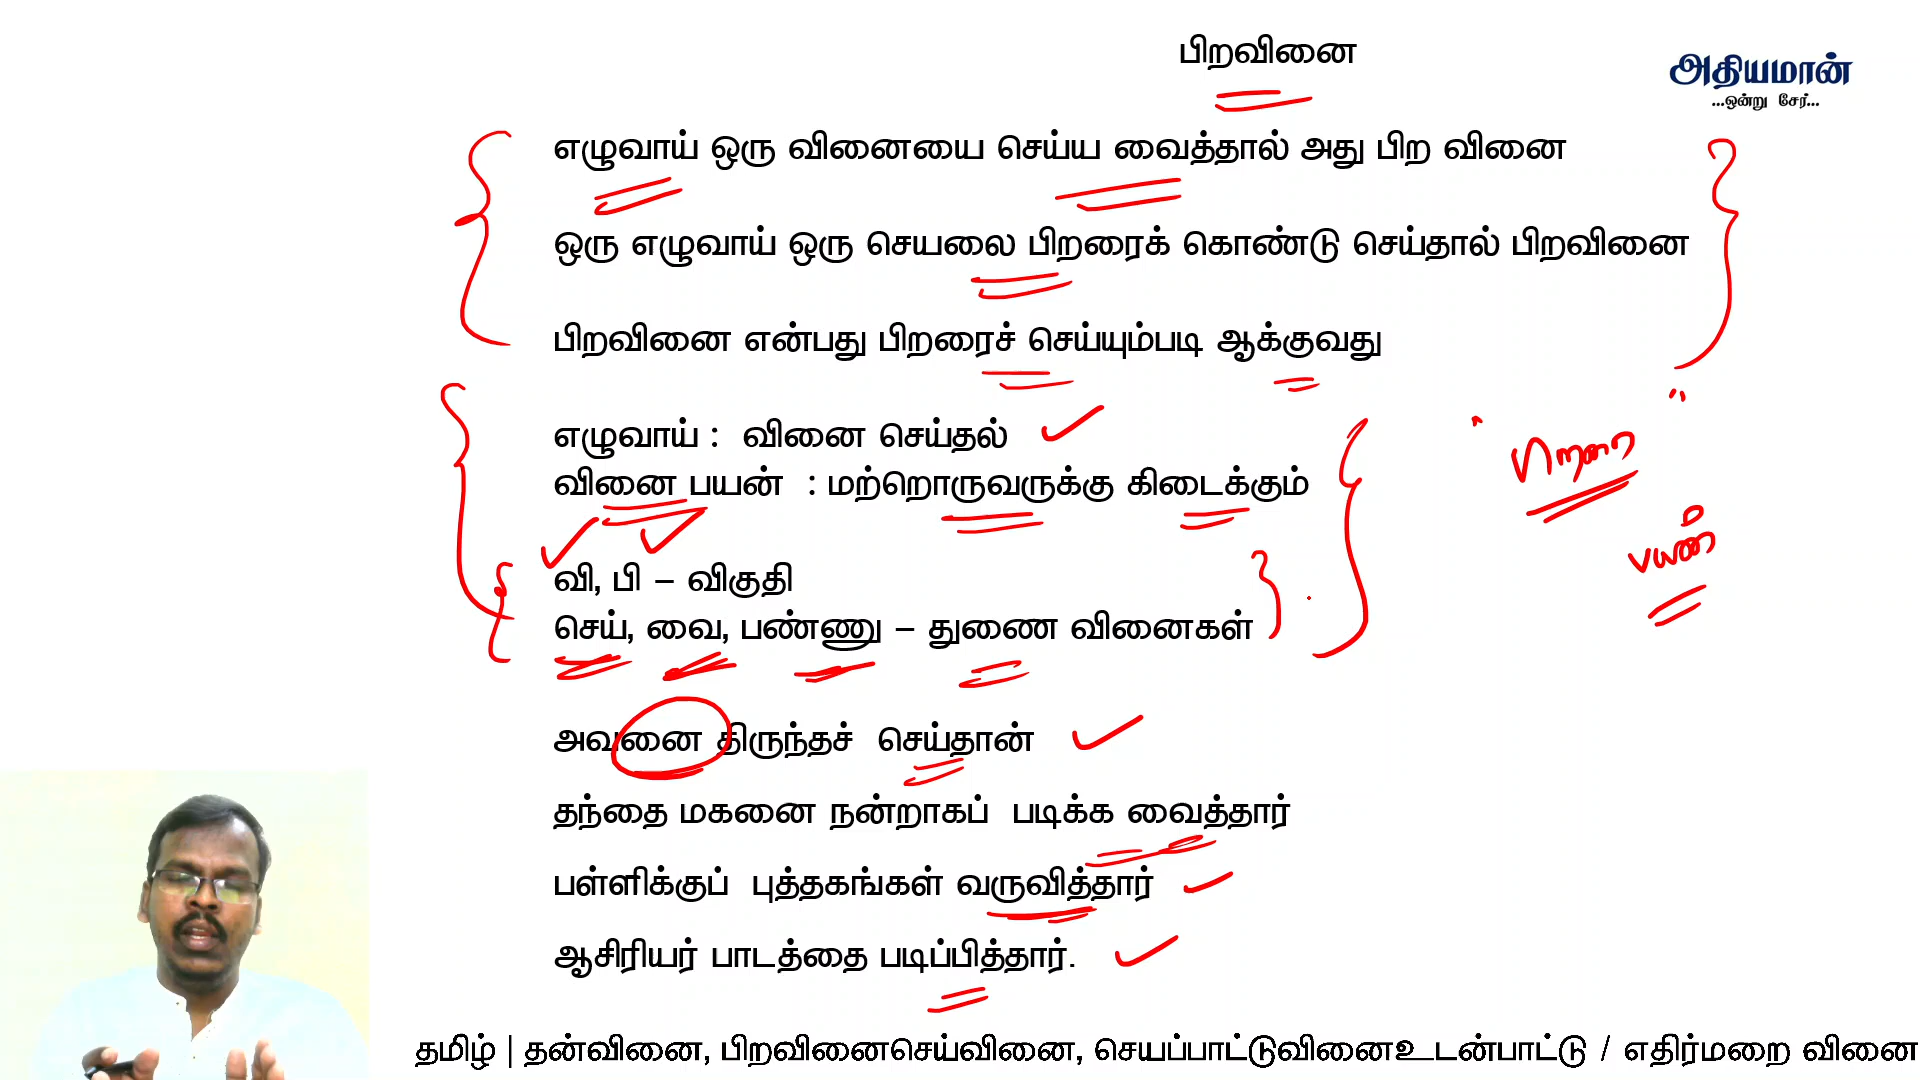 பிறவினை
அதியமான்
...ஒன்று சேர்...
எழுவாய் ஒரு வினையை செய்ய வைத்தால் அது பிற வினை
ஒரு எழுவாய் ஒரு செயலை பிறரைக் கொண்டு செய்தால் பிறவினை
பிறவினை என்பது பிறரைச் செய்யும்படி ஆக்குவது
எழுவாய் : வினை செய்தல்
வினை பயன் : மற்றொருவருக்கு கிடைக்கும்
பயன்
வி, பி – விகுதி
செய், வை, பண்ணு – துணை வினைகள்
அவனை திருந்தச் செய்தான்
தந்தை மகனை நன்றாகப் படிக்க வைத்தார்
பள்ளிக்குப் புத்தகங்கள் வருவித்தார்
ஆசிரியர் பாடத்தை படிப்பித்தார்.
தமிழ் | தன்வினை, பிறவினைசெய்வினை, செயப்பாட்டுவினைஉடன்பாட்டு / எதிர்மறை வினை